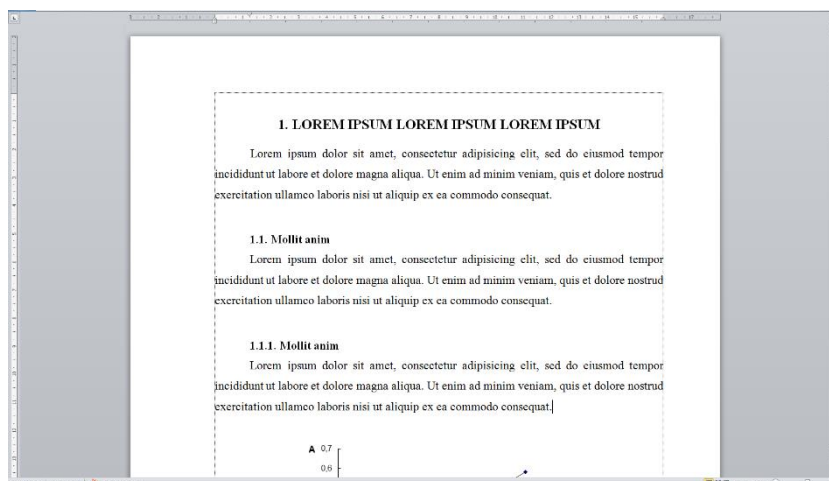 1. LOREM IPSUM LOREM IPSUM LOREM IPSUM
Lorem ipsum dolor sit amet, consectetur adipisicing elit, sed do eiusmod tempor
incididunt ut labore et dolore magna aliqua. Ut enim ad minim veniam, quis et dolore nostrud
exercitation ullamco laboris nisi ut aliquip ex ea commodo consequat.
1.1. Mollit anim
Lorem ipsum dolor sit amet, consectetur adipisicing elit, sed do eiusmod tempor
incididunt ut labore et dolore magna aliqua. Ut enim ad minim veniam, quis et dolore nostrud
exercitation ullamco laboris nisi ut aliquip ex ea commodo consequat.
1.1.1. Mollit anim
Lorem ipsum dolor sit amet, consectetur adipisicing elit, sed do eiusmod tempor
incididunt ut labore et dolore magna aliqua. Ut enim ad minim veniam, quis et dolore nostrud
exercitation ullamco laboris nisi ut aliquip ex ea commodo consequat.
A 0,7
0,6